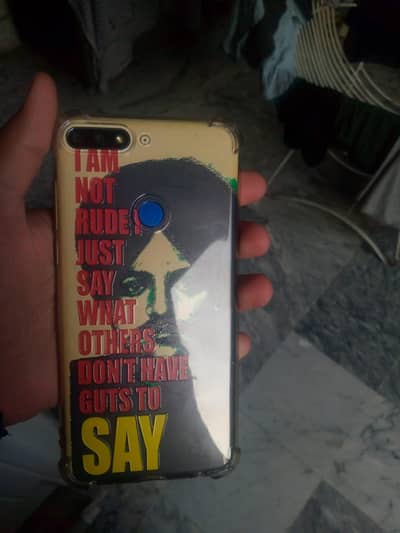 I AM
NOT
RUDE I
JUST
SAY
WHAT
OTHERS
DON'T HAVE
GUTS TO
SAY